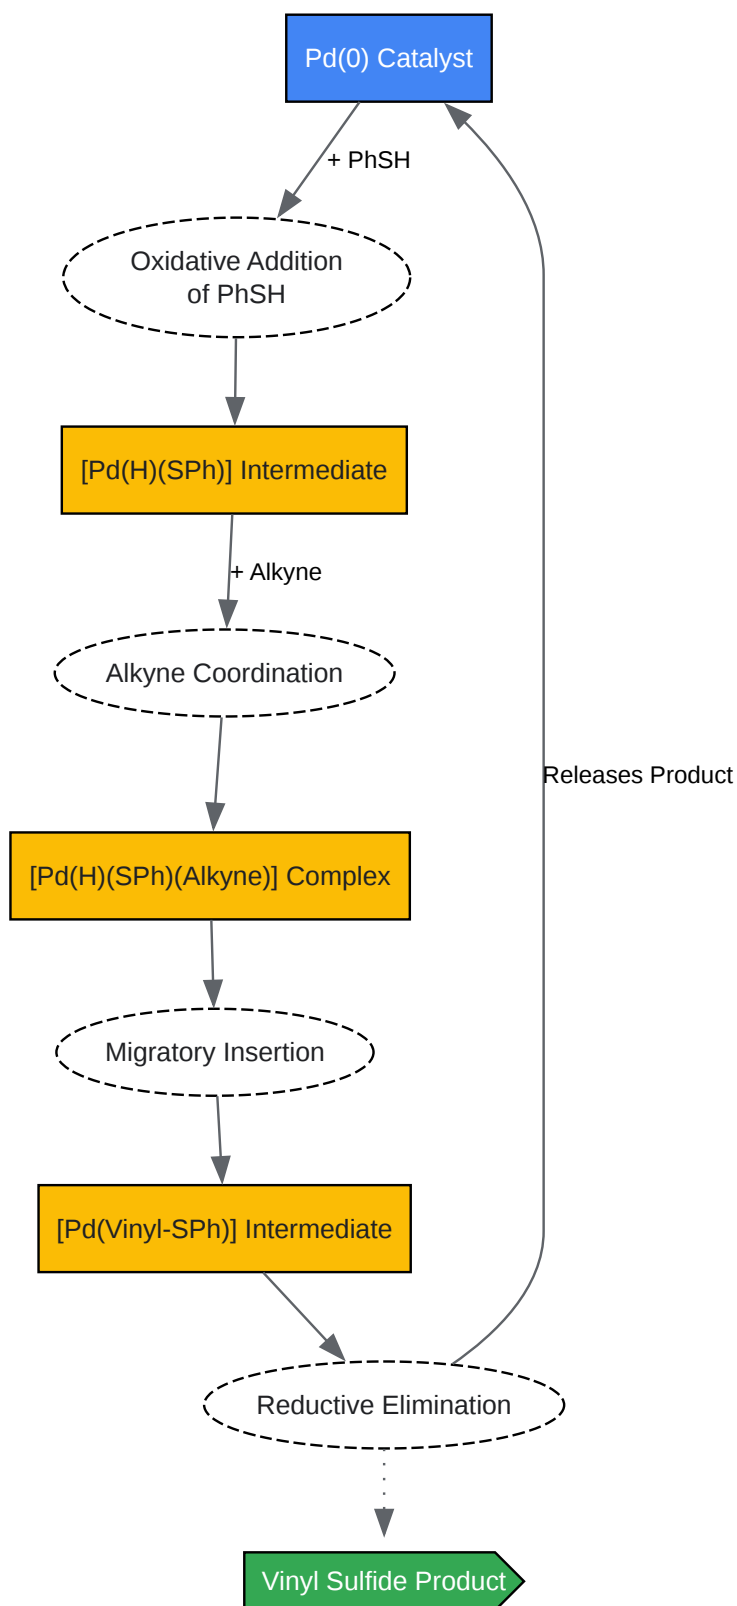 Pd(0) Catalyst
+ PhSH
Oxidative Addition
of PhSH
[Pd(H)(SPh)] Intermediate
+ Alkyne
Alkyne Coordination
Releases Product
[Pd(H)(SPh)(Alkyne)] Complex
Migratory Insertion
[Pd(Vinyl-SPh)] Intermediate
Reductive Elimination
Vinyl Sulfide Product